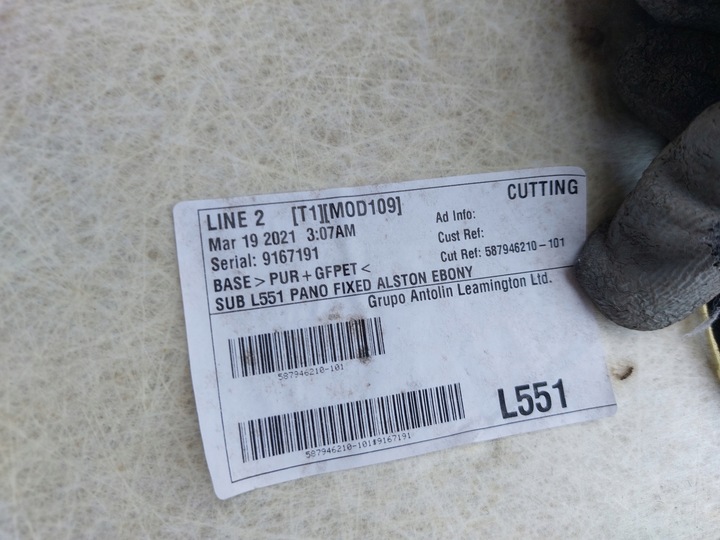 LINE 2 [T1][MOD109] CUTTING
Mar 19 2021 3:07AM Ad Info:
Serial: 9167191 Cust Ref:
BASE > PUR + GFPET < Cut Ref: 587946210-101
SUB L551 PANO FIXED ALSTON EBONY
Grupo Antolin Leamington Ltd.
587946210-101
L551
587946210-101#9167191